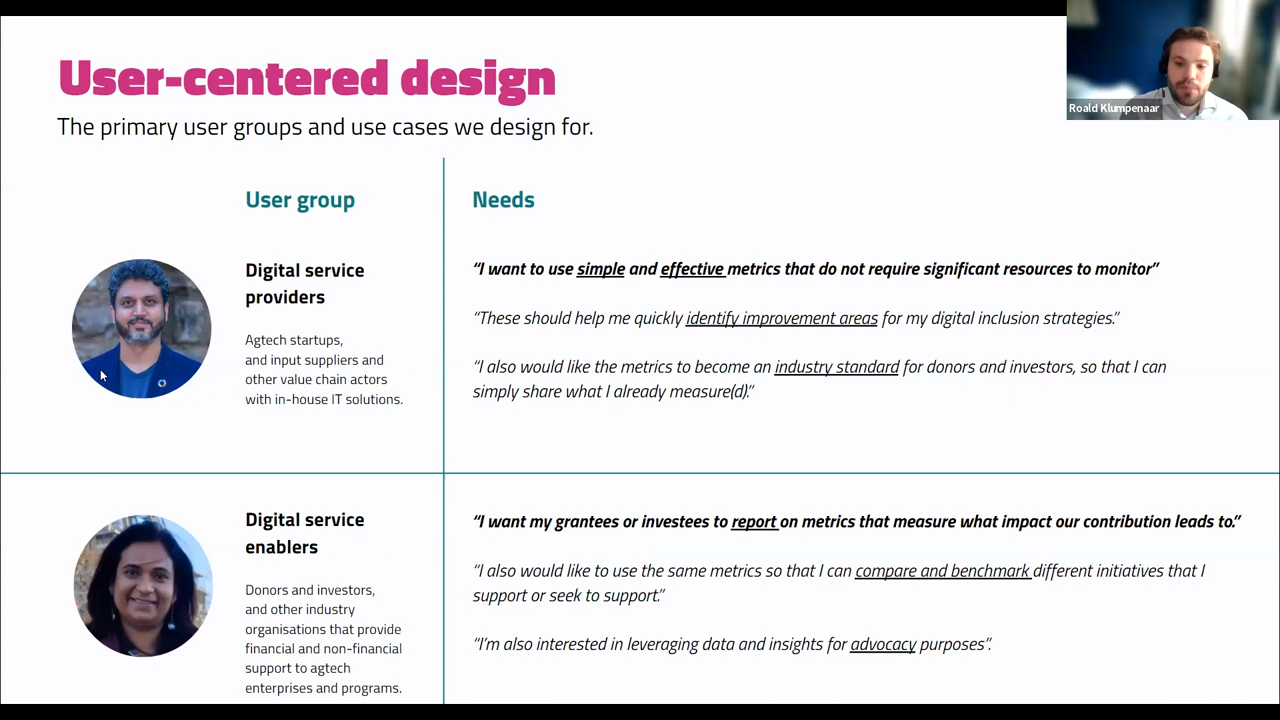 User-centered design
The primary user groups and use cases we design for.
Roald Klumpenaar
User group
Needs
Digital service
providers
Agtech startups,
and input suppliers and
other value chain actors
with in-house IT solutions.
“I want to use simple and effective metrics that do not require significant resources to monitor”
“These should help me quickly identify improvement areas for my digital inclusion strategies.”
“I also would like the metrics to become an industry standard for donors and investors, so that I can
simply share what I already measure(d).”
Digital service
enablers
Donors and investors,
and other industry
organisations that provide
financial and non-financial
support to agtech
enterprises and programs.
“I want my grantees or investees to report on metrics that measure what impact our contribution leads to.”
“I also would like to use the same metrics so that I can compare and benchmark different initiatives that I
support or seek to support.”
“I’m also interested in leveraging data and insights for advocacy purposes”.